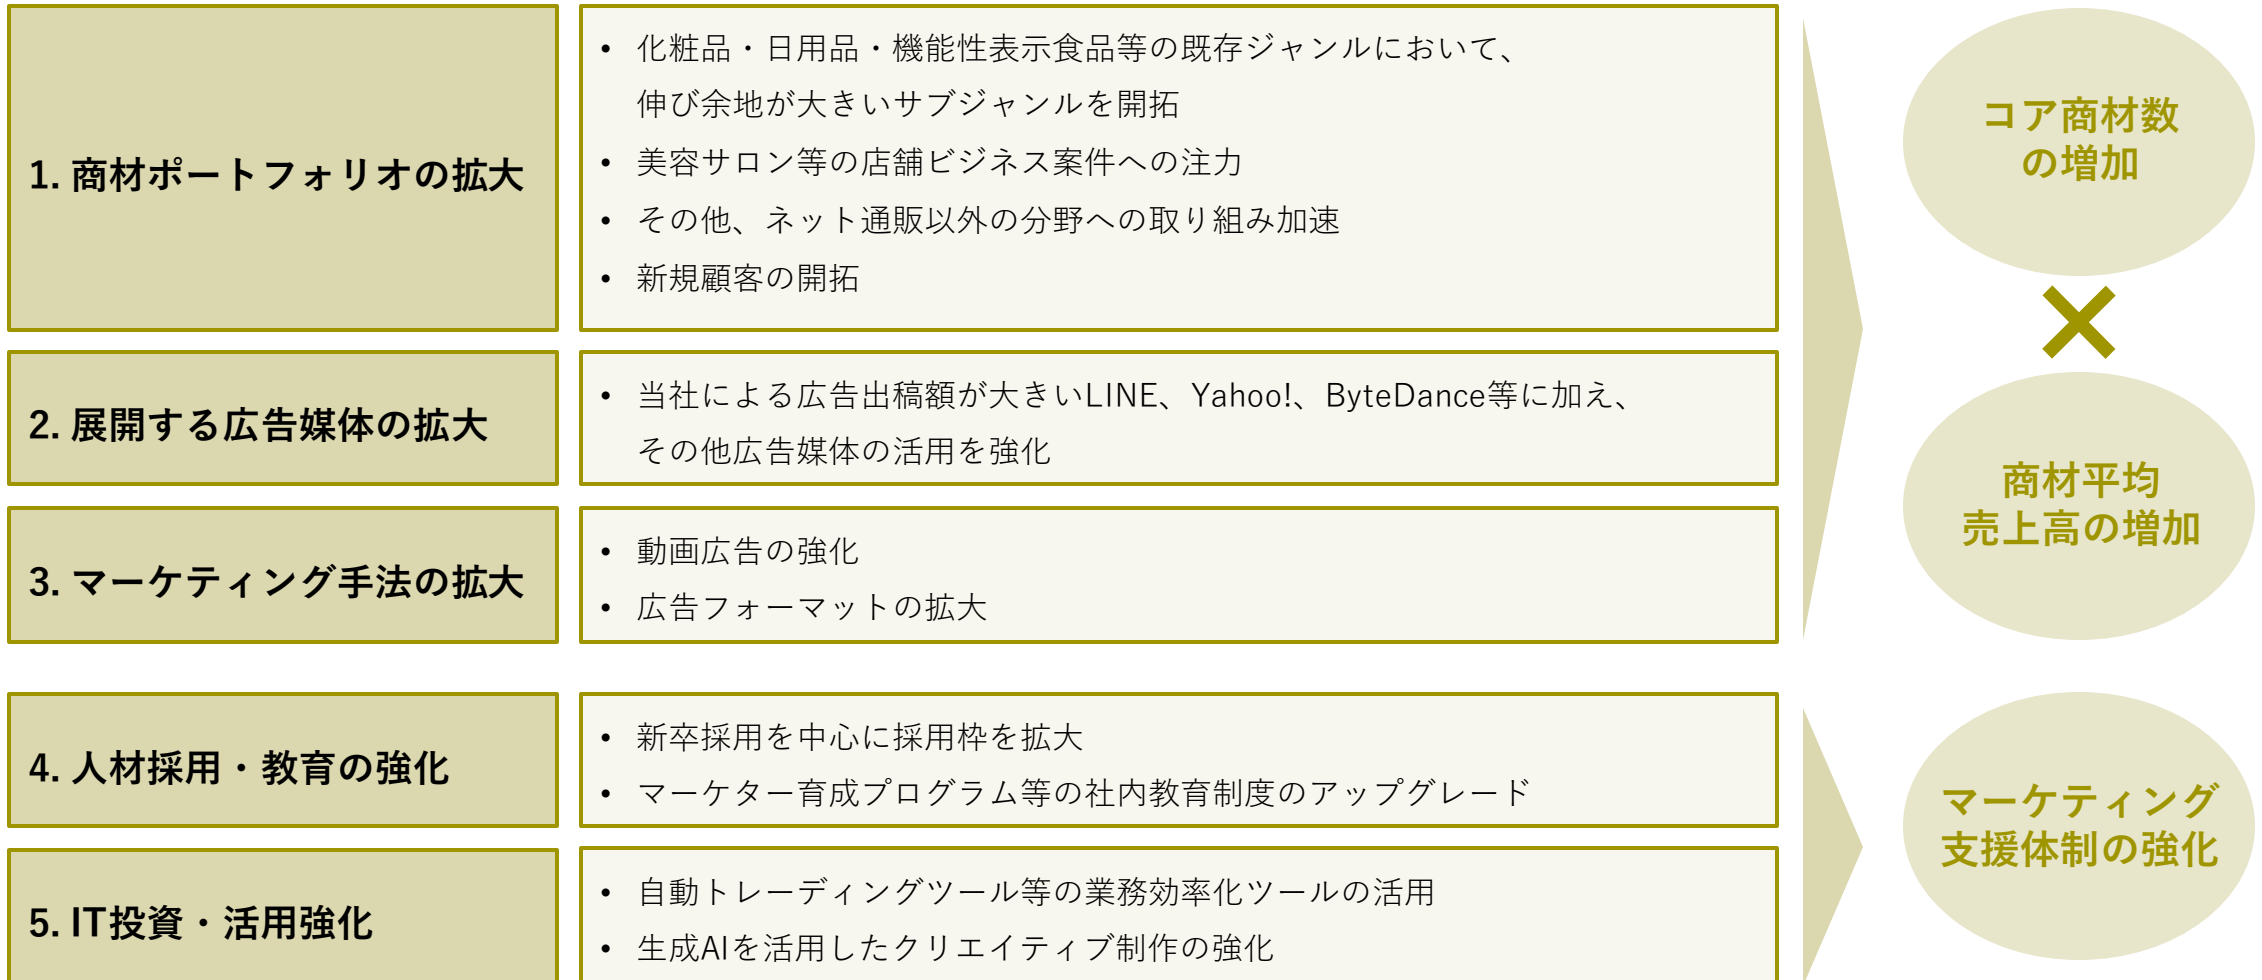 1. 商材ポートフォリオの拡大
• 化粧品・日用品・機能性表示食品等の既存ジャンルにおいて、
伸び余地が大きいサブジャンルを開拓
• 美容サロン等の店舗ビジネス案件への注力
• その他、ネット通販以外の分野への取り組み加速
• 新規顧客の開拓
2. 展開する広告媒体の拡大
• 当社による広告出稿額が大きいLINE、Yahoo!、ByteDance等に加え、
その他広告媒体の活用を強化
3. マーケティング手法の拡大
• 動画広告の強化
• 広告フォーマットの拡大
コア商材数
の増加
×
商材平均
売上高の増加
4. 人材採用・教育の強化
• 新卒採用を中心に採用枠を拡大
• マーケター育成プログラム等の社内教育制度のアップグレード
5. IT投資・活用強化
• 自動トレーディングツール等の業務効率化ツールの活用
• 生成AIを活用したクリエイティブ制作の強化
マーケティング
支援体制の強化